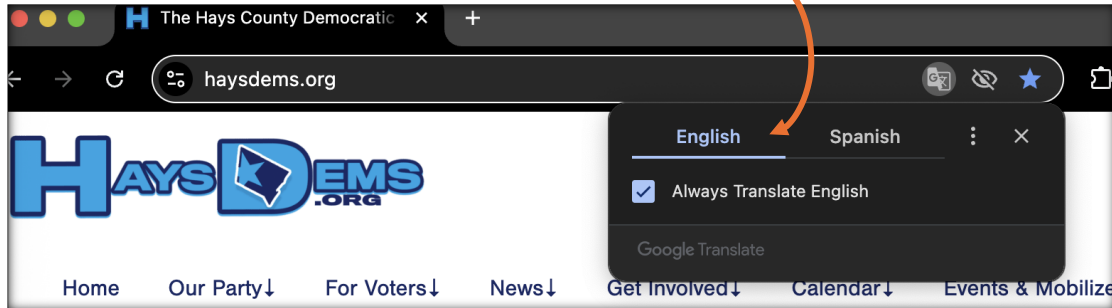 The Hays County Democratic
haysdems.org
English Spanish
Always Translate English
Google Translate
HAYS DEMS
.ORG
Home Our Party↓ For Voters↓ News↓ Get Involved↓ Calendar↓ Events & Mobilize